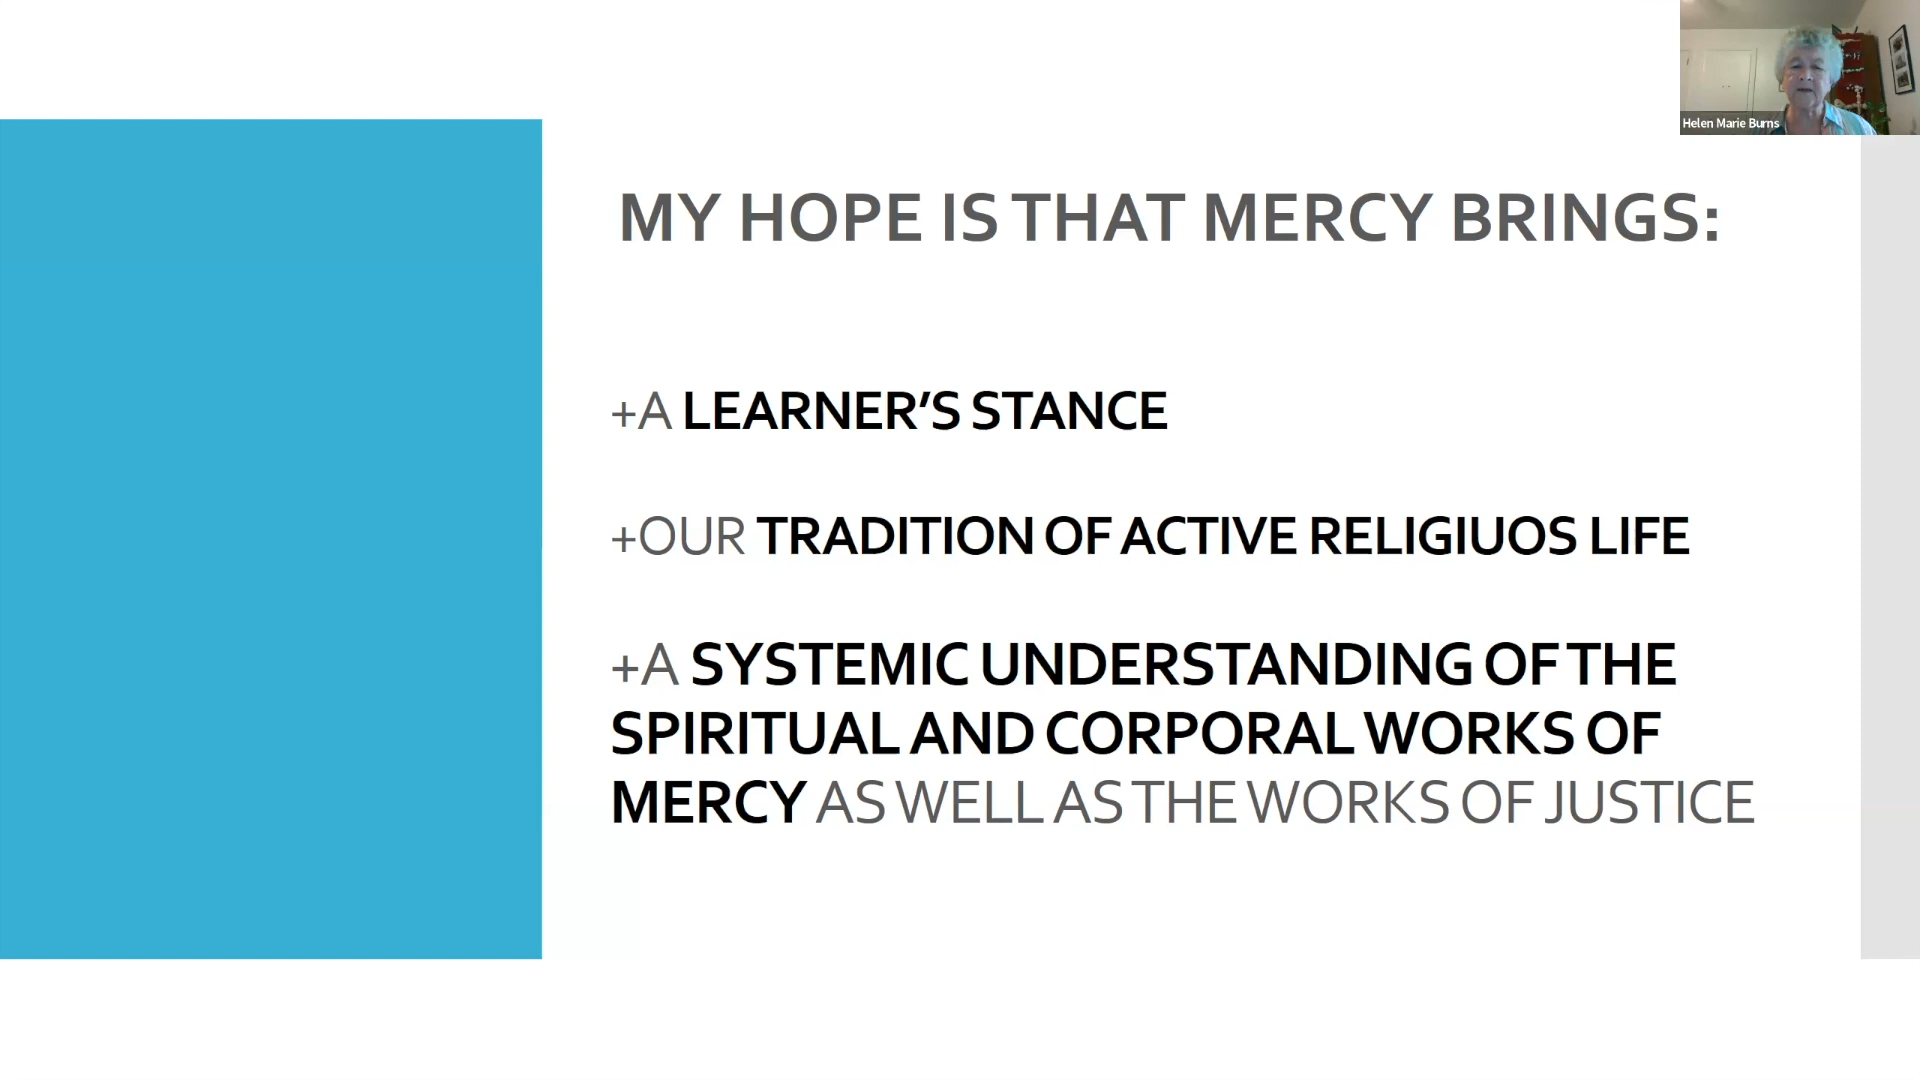 Helen Marie Burns
MY HOPE IS THAT MERCY BRINGS:
+A LEARNER’S STANCE
+OUR TRADITION OF ACTIVE RELIGIUOS LIFE
+A SYSTEMIC UNDERSTANDING OF THE
SPIRITUAL AND CORPORAL WORKS OF
MERCY AS WELL AS THE WORKS OF JUSTICE